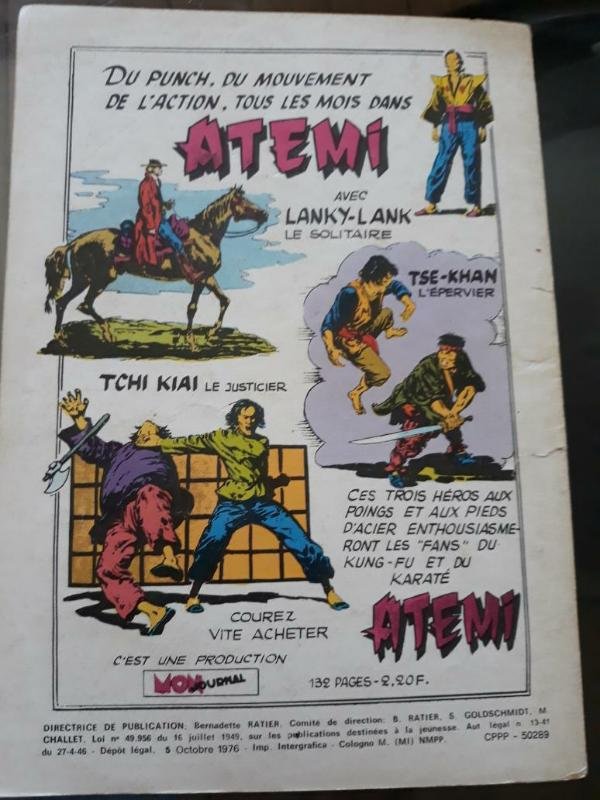 DU PUNCH, DU MOUVEMENT
DE L'ACTION, TOUS LES MOIS DANS
ATEMI
AVEC
LANKY-LANK
LE SOLITAIRE
TSE-KHAN
L'ÉPERVIER
TCHI KIAI LE JUSTICIER
CES TROIS HÉROS AUX
POINGS ET AUX PIEDS
D'ACIER ENTHOUSIASME-
RONT LES "FANS" DU
KUNG-FU ET DU
KARATÉ
COUREZ
VITE ACHETER
ATEMI
C'EST UNE PRODUCTION
MON JOURNAL
132 PAGES - 2,20F.
DIRECTRICE DE PUBLICATION: Bernadette RATIER. Comité de direction: B. RATIER, S. GOLDSCHMIDT, M.
CHALLET. Loi n° 49.956 du 16 juillet 1949, sur les publications destinées à la jeunesse. Aut légal n. 13-41
du 27-4-46 - Dépôt légal. 5 Octobre 1976 - Imp. Intergrafica - Cologno M. (MI) NMPP. CPPP - 50289